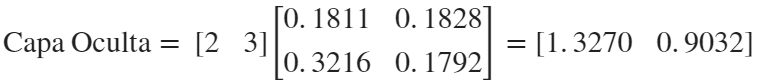 Capa Oculta = [2 3] [0.1811 0.1828
0.3216 0.1792] = [1.3270 0.9032]